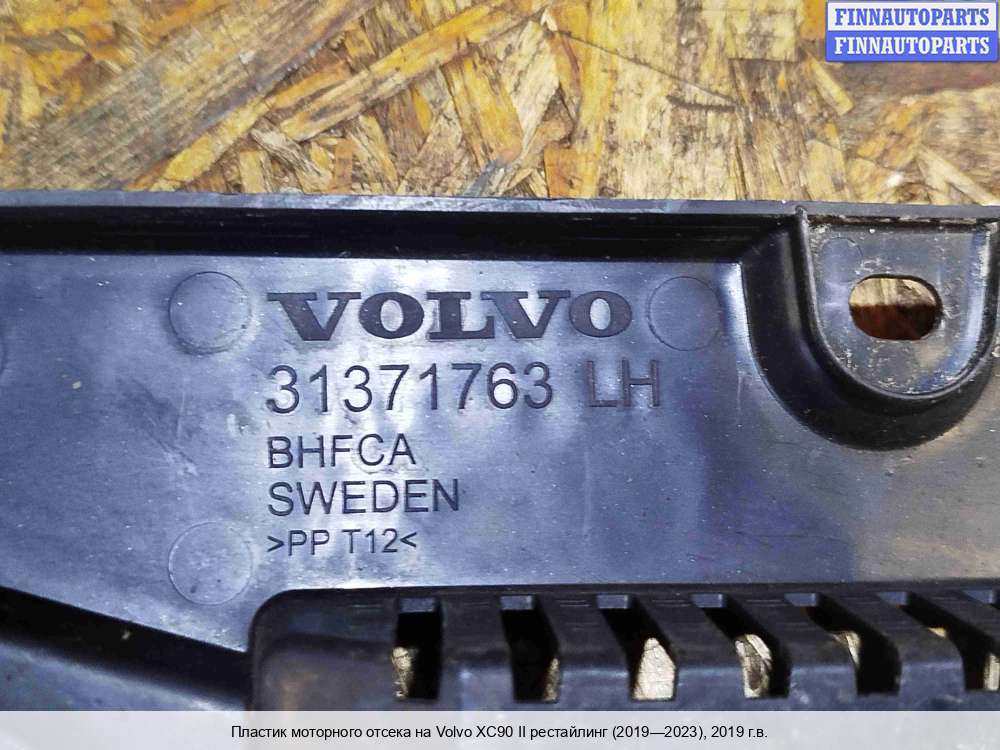 FINNAUTOPARTS
FINNAUTOPARTS
VOLVO
31371763 LH
BHFCA
SWEDEN
>PP T12<
Пластик моторного отсека на Volvo XC90 II рестайлинг (2019—2023), 2019 г.в.